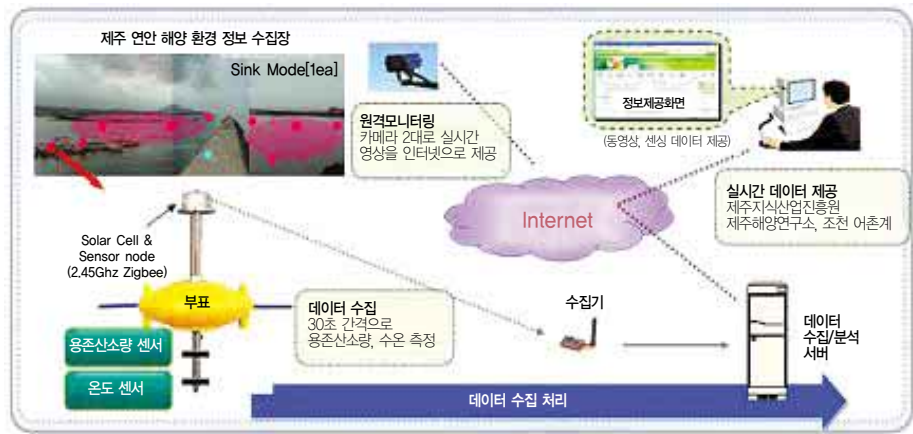 제주 연안 해양 환경 정보 수집장
Sink Mode[1ea]
원격모니터링
카메라 2대로 실시간
영상을 인터넷으로 제공
정보제공화면
(동영상, 센싱 데이터 제공)
Internet
실시간 데이터 제공
제주지식산업진흥원
제주해양연구소, 조천 어촌계
Solar Cell &
Sensor node
(2.45Ghz Zigbee)
부표
데이터 수집
30초 간격으로
용존산소량, 수온 측정
수집기
데이터
수집/분석
서버
용존산소량 센서
온도 센서
데이터 수집 처리